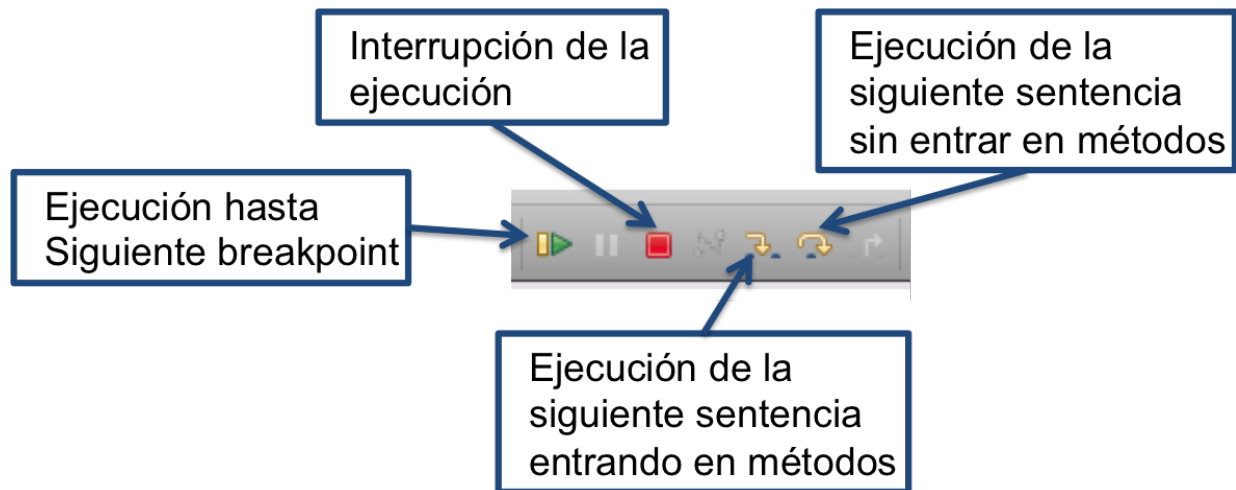 Interrupción de la
ejecución
Ejecución de la
siguiente sentencia
sin entrar en métodos
Ejecución hasta
Siguiente breakpoint
Ejecución de la
siguiente sentencia
entrando en métodos